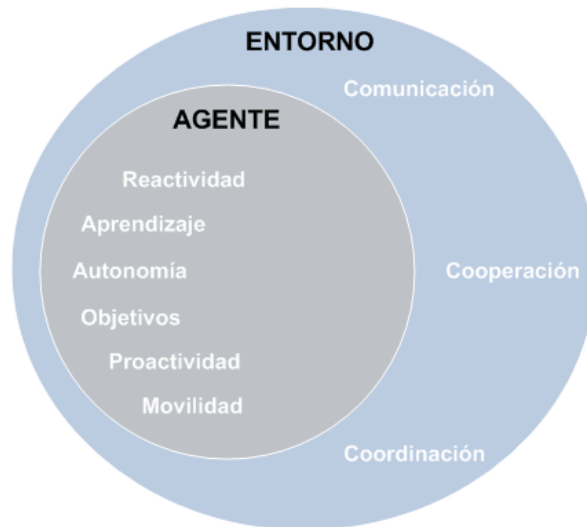 ENTORNO
Comunicación
AGENTE
Reactividad
Aprendizaje
Autonomía
Cooperación
Objetivos
Proactividad
Movilidad
Coordinación